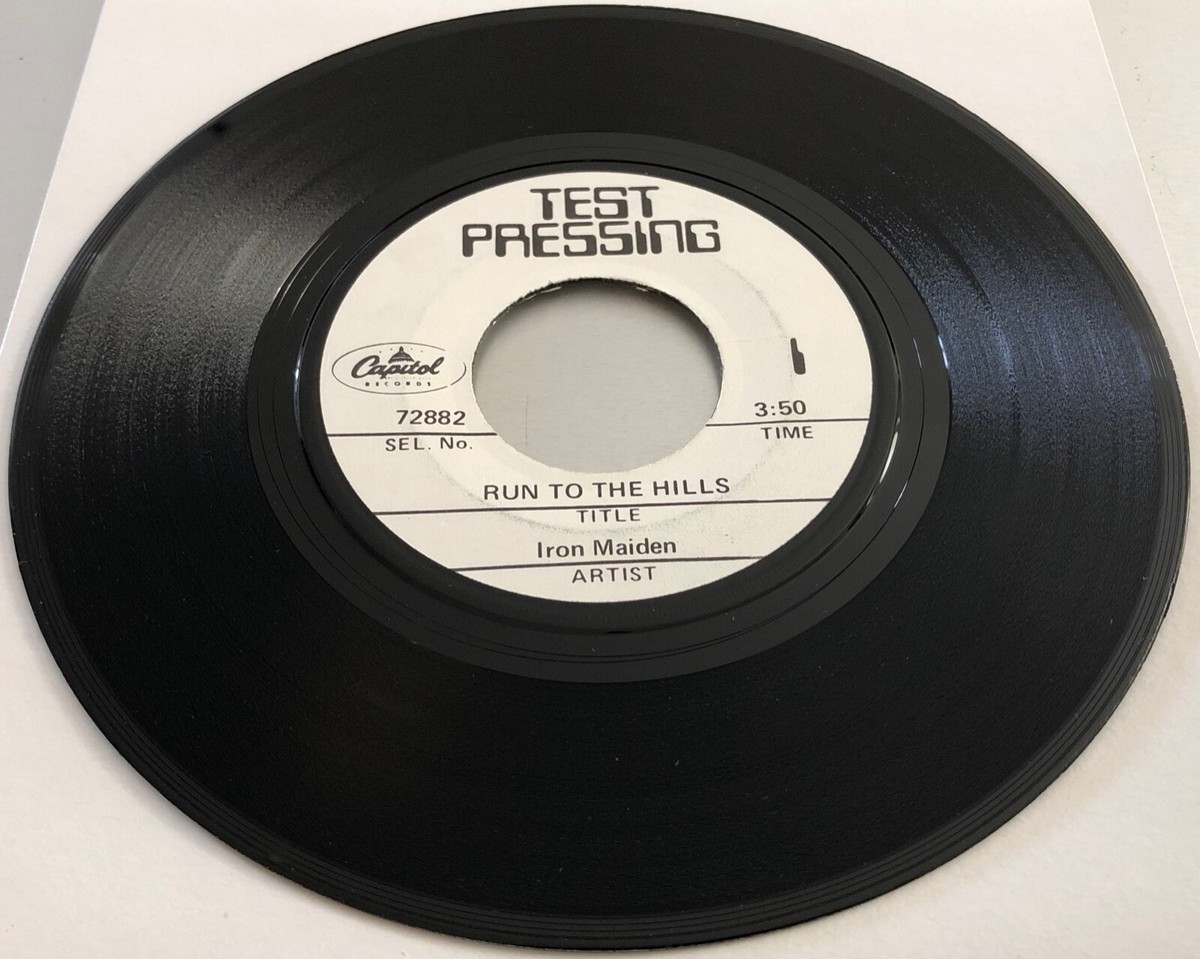 TEST
PRESSING
Capitol
RECORDS
72882
3:50
SEL. No.
TIME
RUN TO THE HILLS
TITLE
Iron Maiden
ARTIST